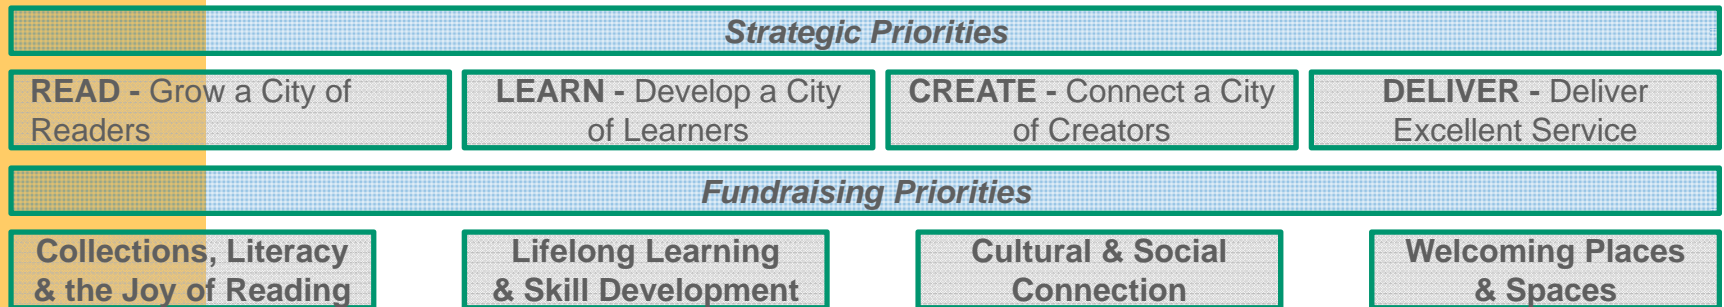 Strategic Priorities
READ - Grow a City of
Readers
LEARN - Develop a City
of Learners
CREATE - Connect a City
of Creators
DELIVER - Deliver
Excellent Service
Fundraising Priorities
Collections, Literacy
& the Joy of Reading
Lifelong Learning
& Skill Development
Cultural & Social
Connection
Welcoming Places
& Spaces